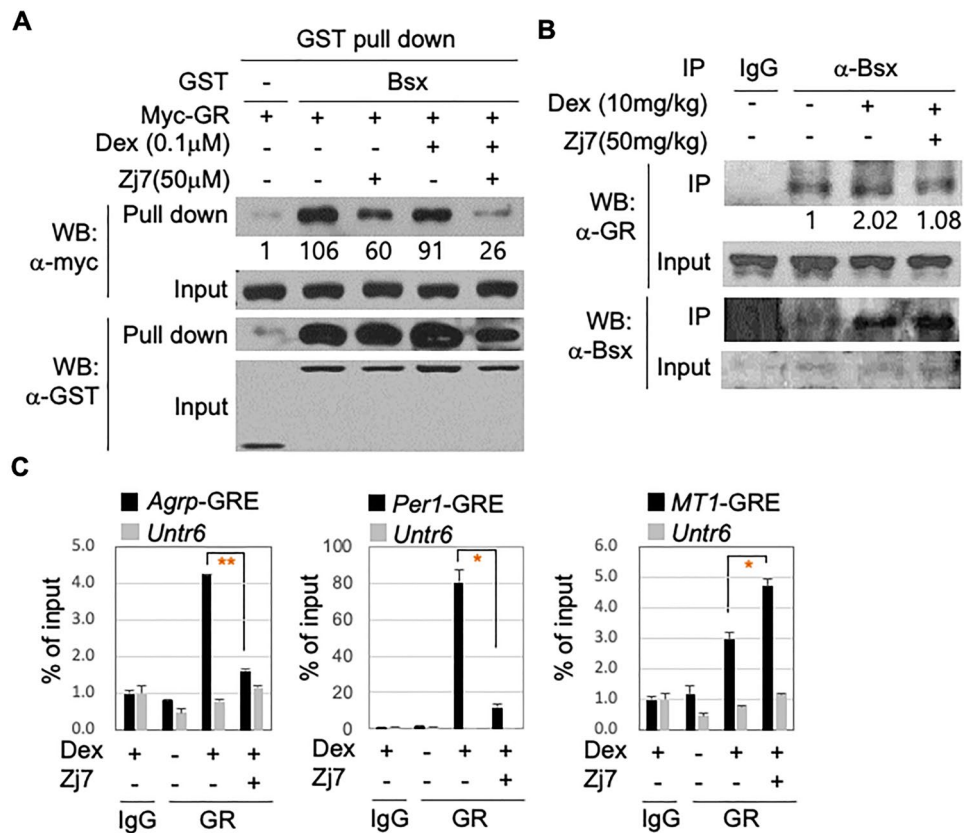 A
GST pull down
GST - Bsx
Myc-GR + + + + +
Dex (0.1μM) - - - + +
Zj7(50μM) - - + - +
WB:
α-myc
Pull down
1 106 60 91 26
Input
WB:
α-GST
Pull down
Input
B
IP IgG α-Bsx
Dex (10mg/kg) - - + +
Zj7(50mg/kg) - - - +
WB:
α-GR
IP
1 2.02 1.08
Input
WB:
α-Bsx
IP
Input
C
Agrp-GRE
Untr6
% of input
5.0
4.0
3.0
2.0
1.0
0.0
**
Dex + - + +
Zj7 - - - +
IgG GR
Per1-GRE
Untr6
% of input
100
80
60
40
20
0
*
Dex + - + +
Zj7 - - - +
IgG GR
MT1-GRE
Untr6
% of input
6.0
5.0
4.0
3.0
2.0
1.0
0.0
*
Dex + - + +
Zj7 - - - +
IgG GR